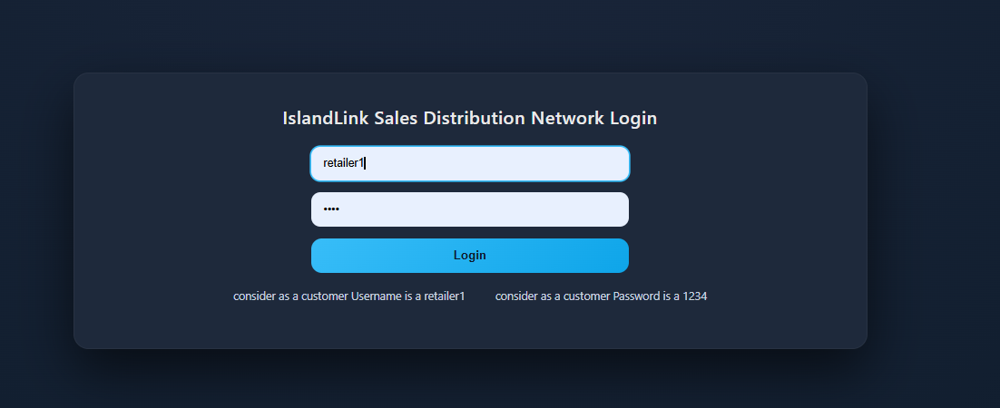 IslandLink Sales Distribution Network Login
retailer1
••••
Login
consider as a customer Username is a retailer1 consider as a customer Password is a 1234